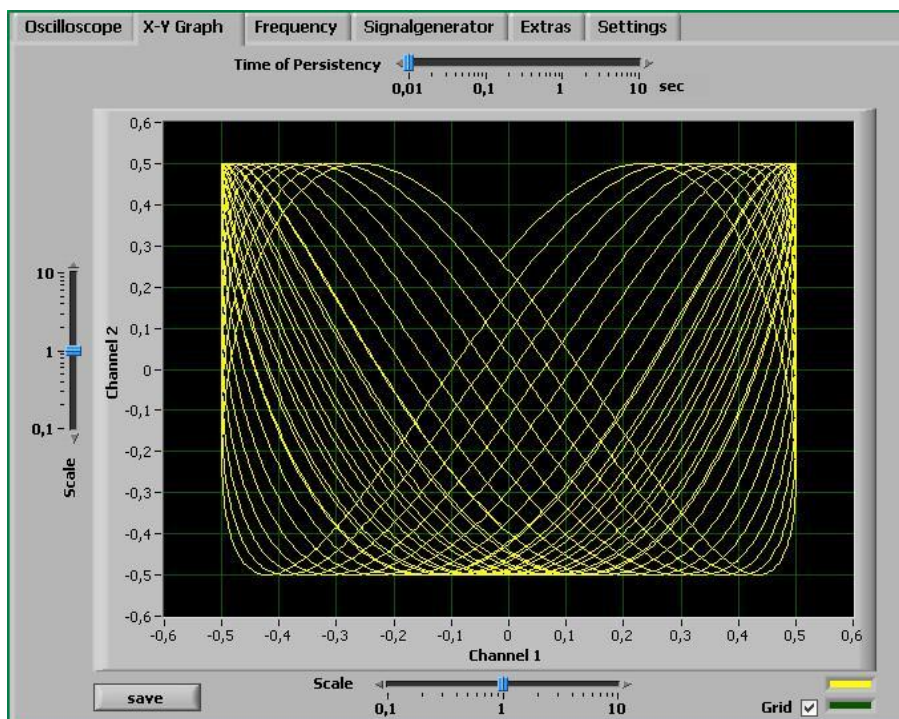 Oscilloscope X-Y Graph Frequency Signalgenerator Extras Settings
Time of Persistency
0,01 0,1 1 10 sec
0,6
0,5
0,4
0,3
0,2
0,1
0
-0,1
-0,2
-0,3
-0,4
-0,5
-0,6
Channel 2
10
1
0,1
Scale
-0,6 -0,5 -0,4 -0,3 -0,2 -0,1 0 0,1 0,2 0,3 0,4 0,5 0,6
Channel 1
save
Scale
0,1 1 10
Grid